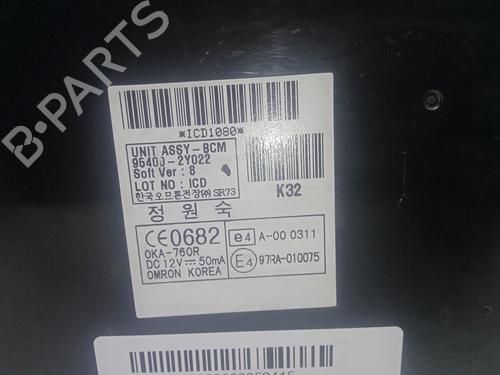 B-PARTS
*ICD1080*
UNIT ASSY-BCM
95400-2Y022
Soft Ver : 8
LOT NO : ICD
한국오므론전장㈜ SR73
K32
정원숙
CE0682
OKA-760R
DC 12V 50mA
OMRON KOREA
e4 A-00 0311
E4 97RA-010075